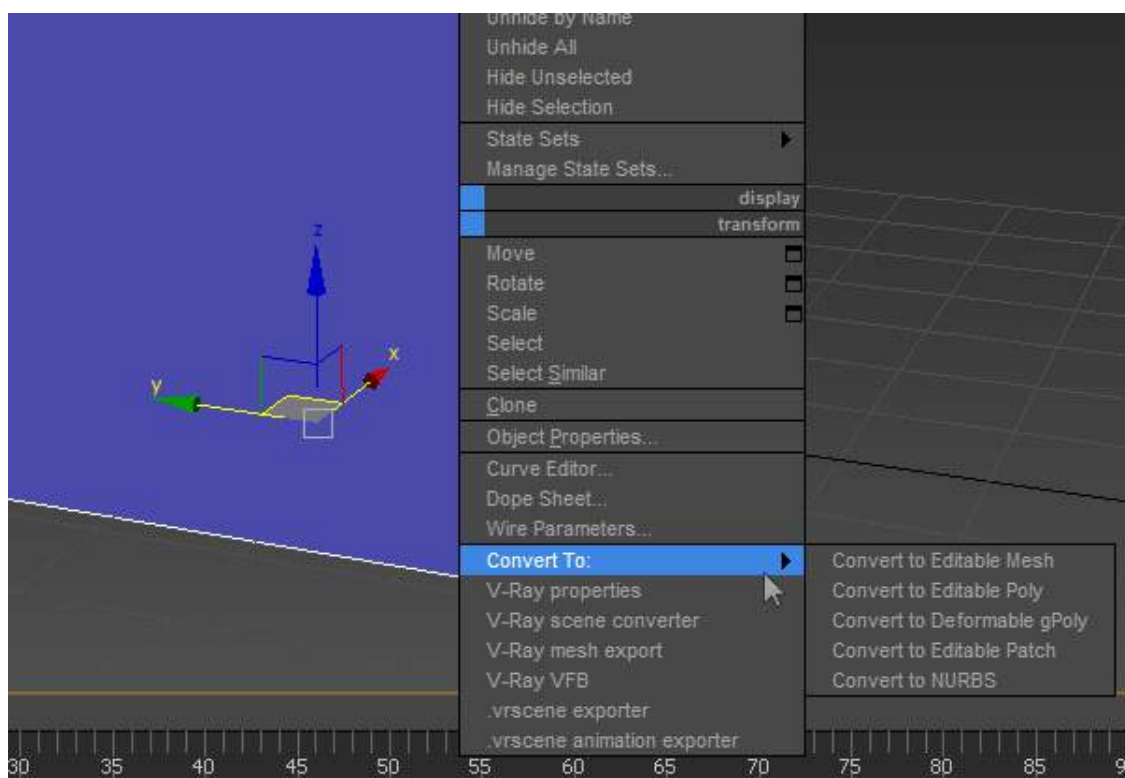 Unhide by Name
Unhide All
Hide Unselected
Hide Selection
State Sets
Manage State Sets...
display
transform
Move
Rotate
Scale
Select
Select Similar
Clone
Object Properties...
Curve Editor...
Dope Sheet...
Wire Parameters...
Convert To:
V-Ray properties
V-Ray scene converter
V-Ray mesh export
V-Ray VFB
.vrscene exporter
.vrscene animation exporter
Convert to Editable Mesh
Convert to Editable Poly
Convert to Deformable gPoly
Convert to Editable Patch
Convert to NURBS
z
x
y
30 35 40 45 50 55 60 65 70 75 80 85 9